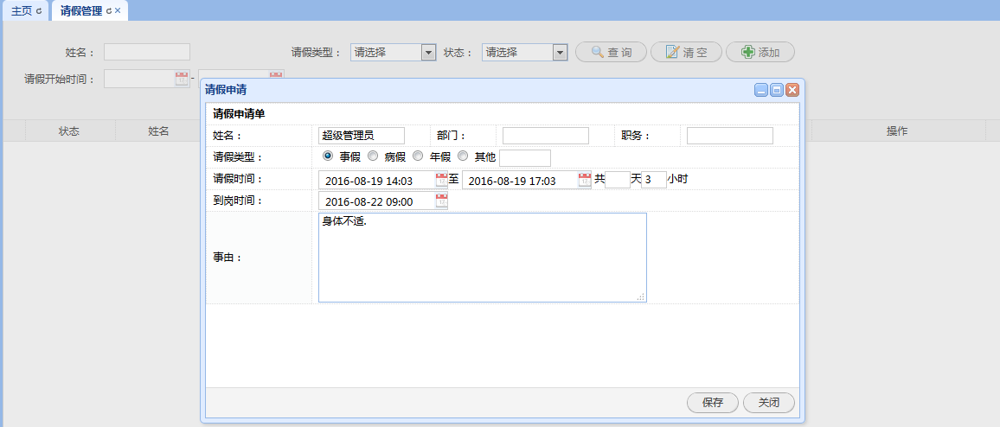 主页 请假管理
姓名： 请假类型： 请选择 状态： 请选择 查询 清空 添加
请假开始时间： -
状态 姓名 操作
请假申请
请假申请单
姓名： 超级管理员 部门： 职务：
请假类型： 事假 病假 年假 其他
请假时间： 2016-08-19 14:03 至 2016-08-19 17:03 共 天 3 小时
到岗时间： 2016-08-22 09:00
事由： 身体不适.
保存 关闭